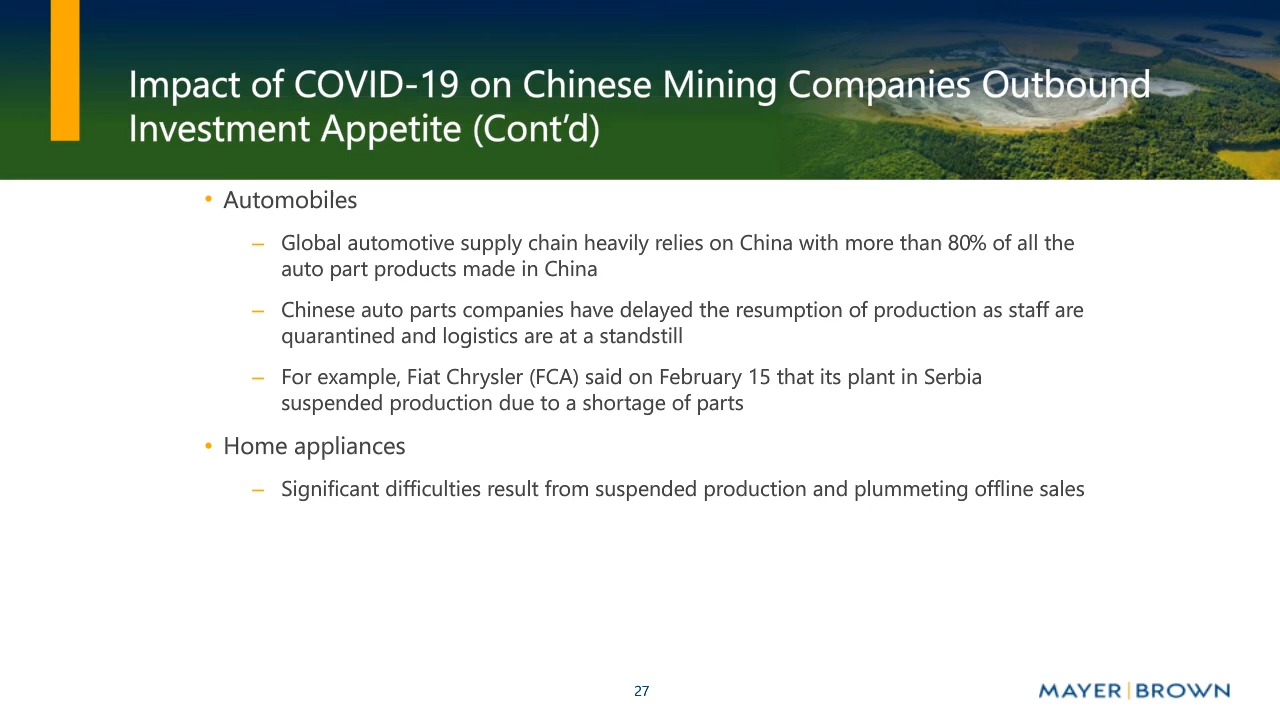 Impact of COVID-19 on Chinese Mining Companies Outbound
Investment Appetite (Cont’d)
• Automobiles
– Global automotive supply chain heavily relies on China with more than 80% of all the
auto part products made in China
– Chinese auto parts companies have delayed the resumption of production as staff are
quarantined and logistics are at a standstill
– For example, Fiat Chrysler (FCA) said on February 15 that its plant in Serbia
suspended production due to a shortage of parts
• Home appliances
– Significant difficulties result from suspended production and plummeting offline sales
27
MAYER | BROWN